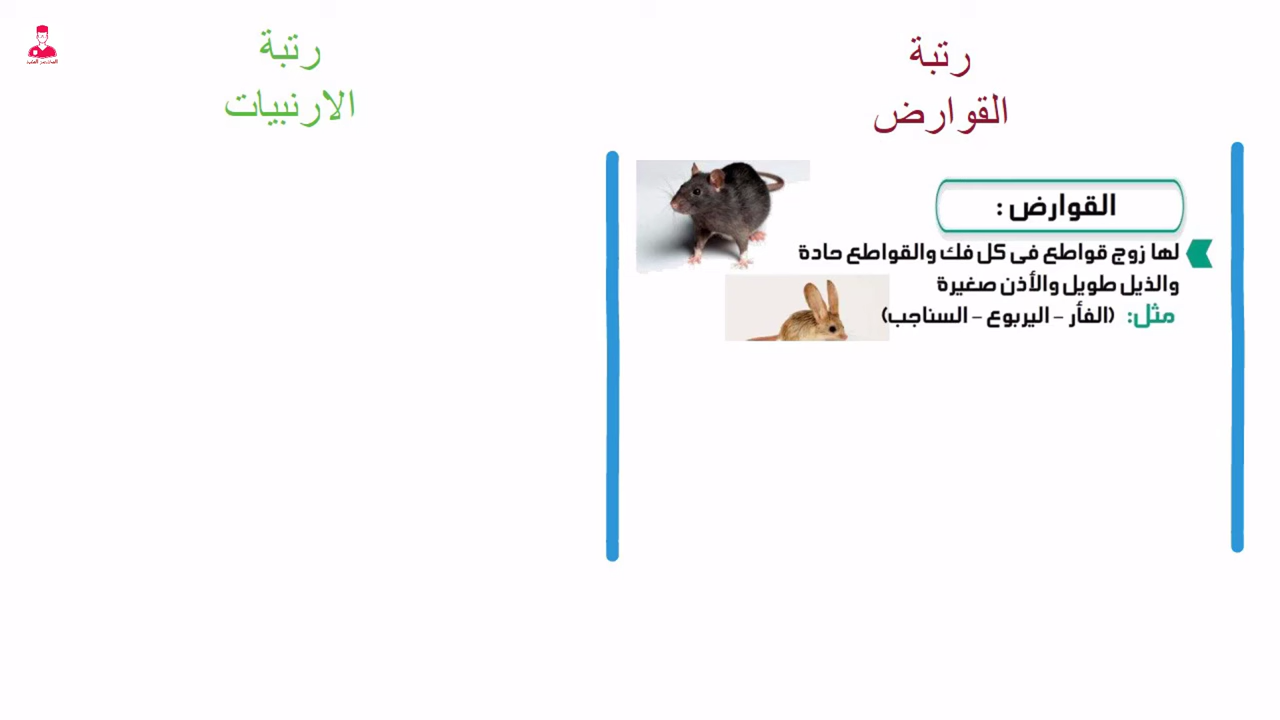 رتبة
القوارض
القوارض :
لها زوج قواطع فى كل فك والقواطع حادة
والذيل طويل والأذن صغيرة
مثل: (الفأر – اليربوع – السناجب)
رتبة
الارنبيات